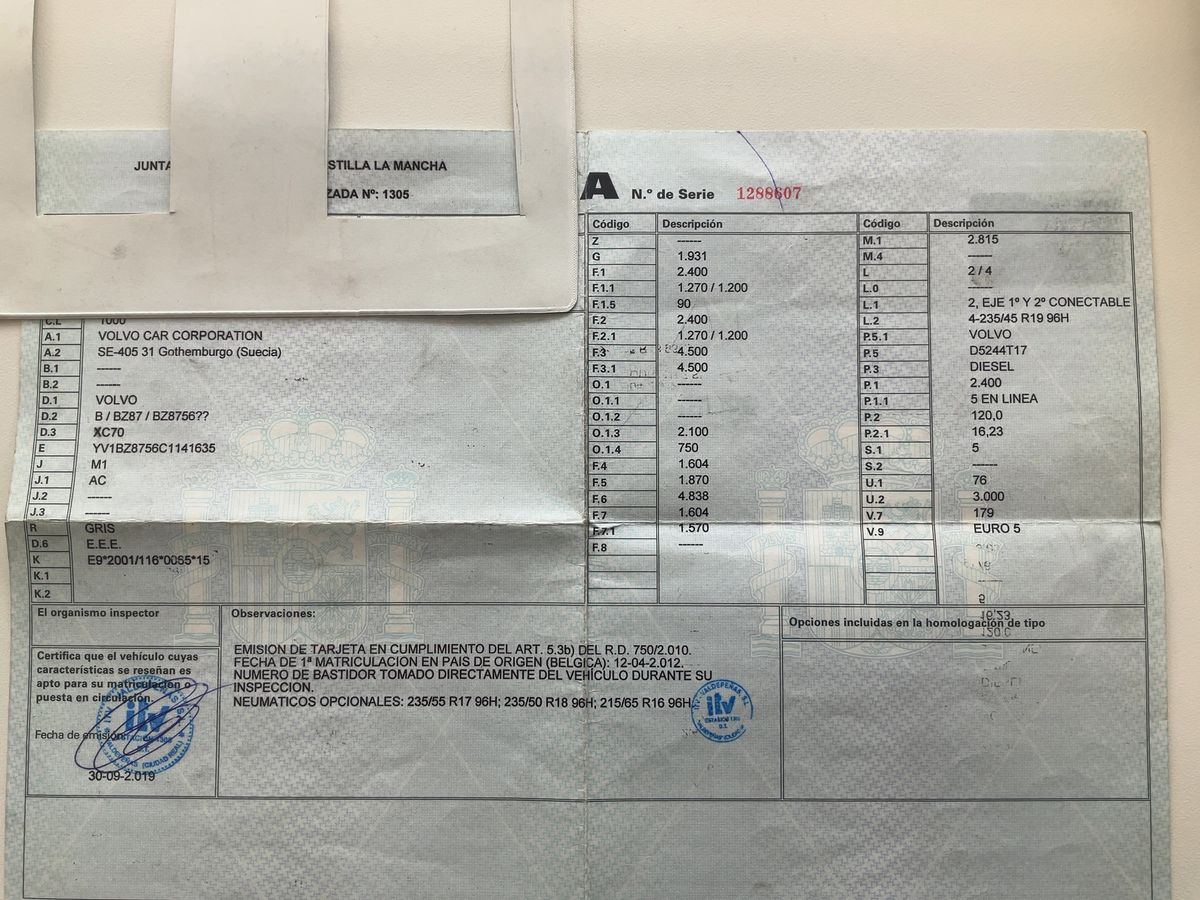 JUNTA STILLA LA MANCHA
ZADA Nº: 1305
A N.º de Serie 1288607
Código Descripción Código Descripción
Z ------ M.1 2.815
G 1.931 M.4 ------
F.1 2.400 L 2 / 4
F.1.1 1.270 / 1.200 L.0 ------
F.1.5 90 L.1 2, EJE 1º Y 2º CONECTABLE
F.2 2.400 L.2 4-235/45 R19 96H
F.2.1 1.270 / 1.200 P.5.1 VOLVO
F.3 4.500 P.5 D5244T17
F.3.1 4.500 P.3 DIESEL
O.1 ------ P.1 2.400
O.1.1 ------ P.1.1 5 EN LINEA
O.1.2 ------ P.2 120,0
O.1.3 2.100 P.2.1 16,23
O.1.4 750 S.1 5
F.4 1.604 S.2 ------
F.5 1.870 U.1 76
F.6 4.838 U.2 3.000
F.7 1.604 V.7 179
F.7.1 1.570 V.9 EURO 5
F.8 ------
C.L 1000
A.1 VOLVO CAR CORPORATION
A.2 SE-405 31 Gothemburgo (Suecia)
B.1 ------
B.2 ------
D.1 VOLVO
D.2 B / BZ87 / BZ8756??
D.3 XC70
E YV1BZ8756C1141635
J M1
J.1 AC
J.2 ------
J.3 ------
R GRIS
D.6 E.E.E.
K E9*2001/116*0065*15
K.1
K.2
El organismo inspector
Certifica que el vehículo cuyas
características se reseñan es
apto para su matriculación o
puesta en circulación.
Fecha de emisión:
30-09-2.019
Observaciones:
EMISION DE TARJETA EN CUMPLIMIENTO DEL ART. 5.3b) DEL R.D. 750/2.010.
FECHA DE 1ª MATRICULACION EN PAIS DE ORIGEN (BELGICA): 12-04-2.012.
NUMERO DE BASTIDOR TOMADO DIRECTAMENTE DEL VEHÍCULO DURANTE SU
INSPECCION.
NEUMATICOS OPCIONALES: 235/55 R17 96H; 235/50 R18 96H; 215/65 R16 96H
Opciones incluidas en la homologación de tipo
itv
itv